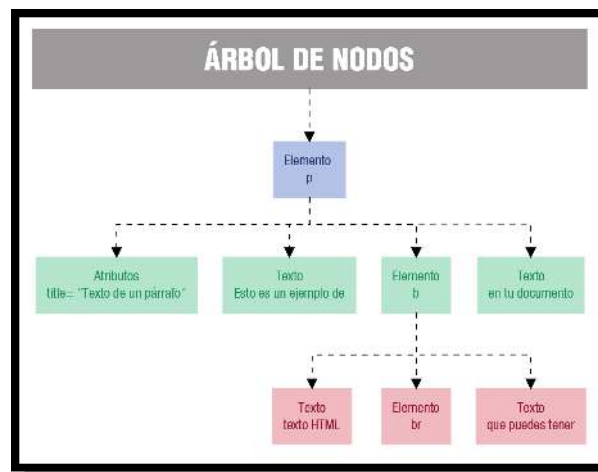 ÁRBOL DE NODOS
Elemento
p
Atributos
title= "Texto de un párrafo"
Texto
Esto es un ejemplo de
Elemento
b
Texto
en tu documento
Texto
texto HTML
Elemento
br
Texto
que puedes tener